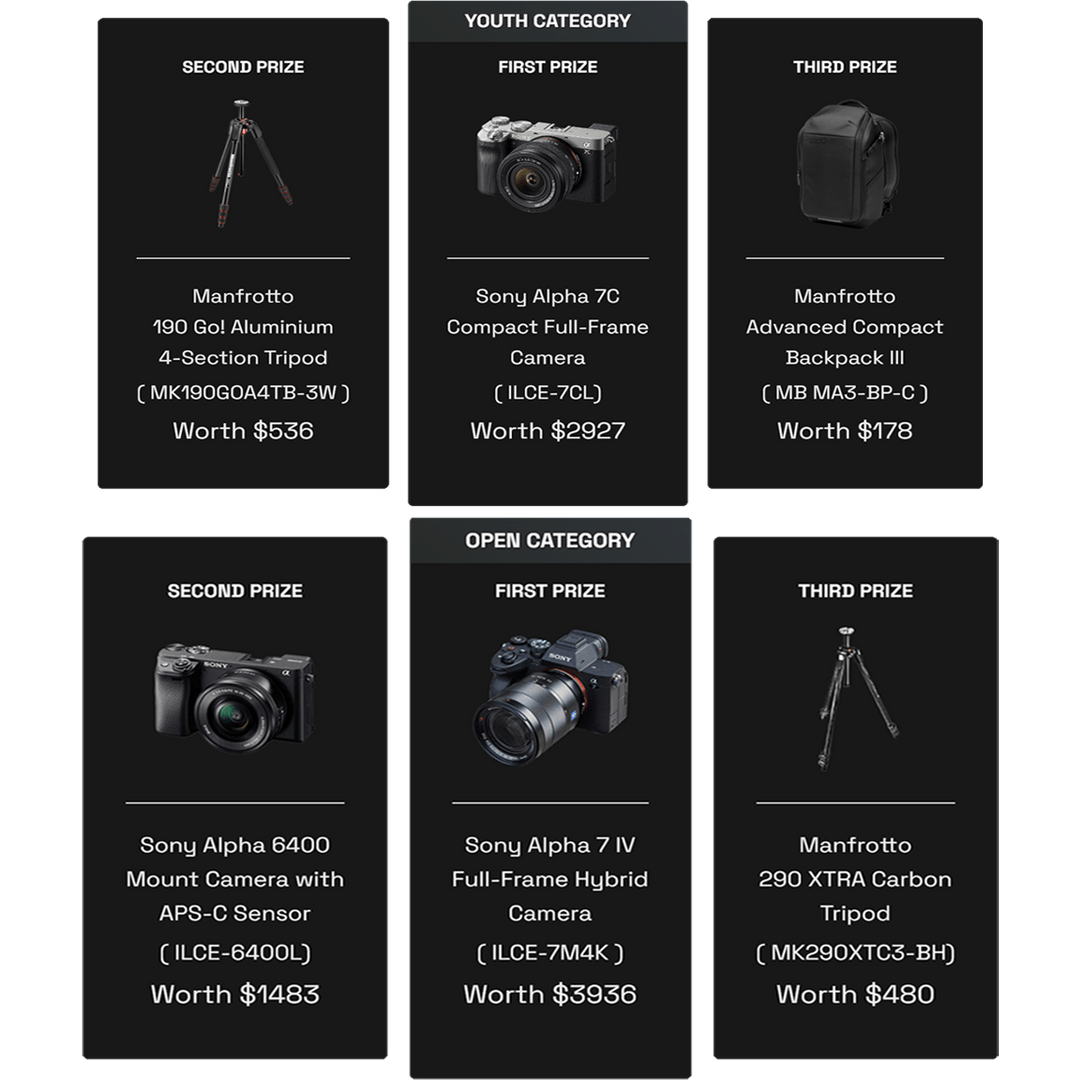 YOUTH CATEGORY
SECOND PRIZE
Manfrotto
190 Go! Aluminium
4-Section Tripod
( MK190GOA4TB-3W )
Worth $536
FIRST PRIZE
Sony Alpha 7C
Compact Full-Frame
Camera
( ILCE-7CL)
Worth $2927
THIRD PRIZE
Manfrotto
Advanced Compact
Backpack III
( MB MA3-BP-C )
Worth $178
OPEN CATEGORY
SECOND PRIZE
SONY
α
Sony Alpha 6400
Mount Camera with
APS-C Sensor
( ILCE-6400L)
Worth $1483
FIRST PRIZE
SONY
Sony Alpha 7 IV
Full-Frame Hybrid
Camera
( ILCE-7M4K )
Worth $3936
THIRD PRIZE
Manfrotto
290 XTRA Carbon
Tripod
( MK290XTC3-BH)
Worth $480